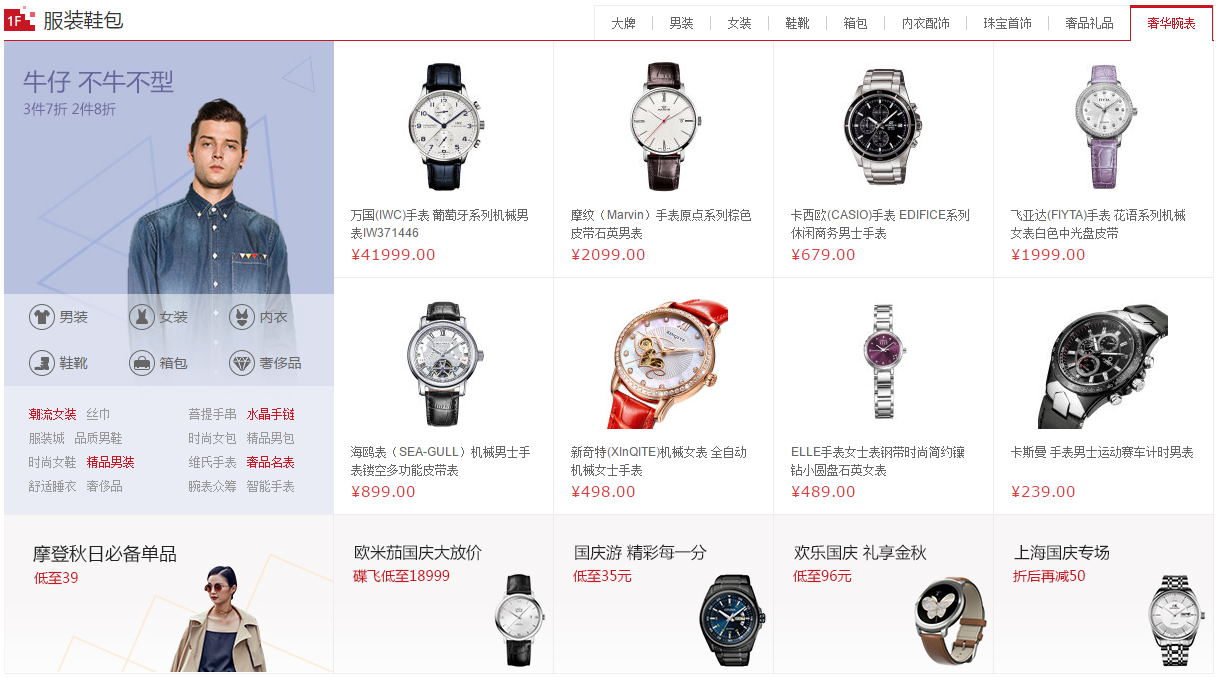 1F 服装鞋包
大牌 男装 女装 鞋靴 箱包 内衣配饰 珠宝首饰 奢品礼品 奢华腕表
牛仔 不牛不型
3件7折 2件8折
男装 女装 内衣
鞋靴 箱包 奢侈品
潮流女装 丝巾 菩提手串 水晶手链
服装城 品质男鞋 时尚女包 精品男包
时尚女鞋 精品男装 维氏手表 奢品名表
舒适睡衣 奢侈品 腕表众筹 智能手表
万国(IWC)手表 葡萄牙系列机械男
表IW371446
¥41999.00
摩纹（Marvin）手表原点系列棕色
皮带石英男表
¥2099.00
卡西欧(CASIO)手表 EDIFICE系列
休闲商务男士手表
¥679.00
飞亚达(FIYTA)手表 花语系列机械
女表白色中光盘皮带
¥1999.00
海鸥表（SEA-GULL）机械男士手
表镂空多功能皮带表
¥899.00
新奇特(XInQITE)机械女表 全自动
机械女士手表
¥498.00
ELLE手表女士表钢带时尚简约镶
钻小圆盘石英女表
¥489.00
卡斯曼 手表男士运动赛车计时男表
¥239.00
摩登秋日必备单品
低至39
欧米茄国庆大放价
碟飞低至18999
国庆游 精彩每一分
低至35元
欢乐国庆 礼享金秋
低至96元
上海国庆专场
折后再减50